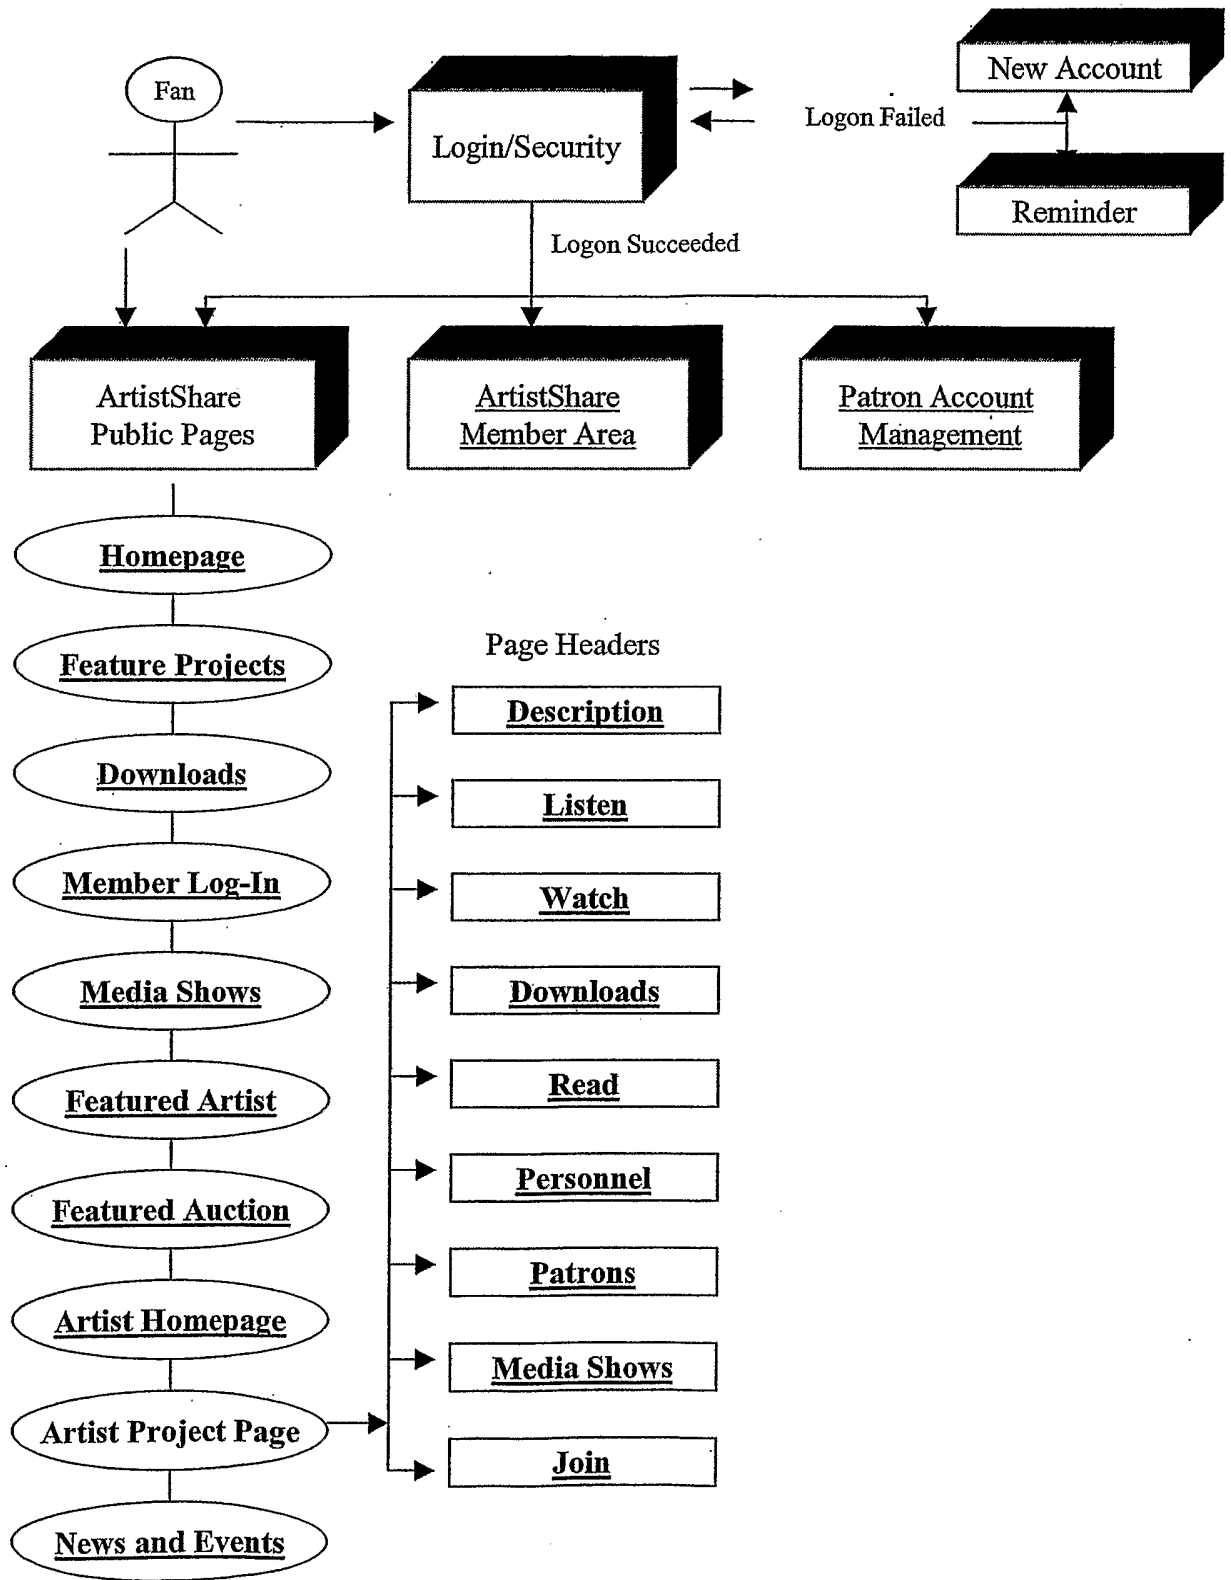 Fan
Login/Security
New Account
Logon Failed
Reminder
Logon Succeeded
ArtistShare
Public Pages
ArtistShare
Member Area
Patron Account
Management
Homepage
Feature Projects
Downloads
Member Log-In
Media Shows
Featured Artist
Featured Auction
Artist Homepage
Artist Project Page
News and Events
Page Headers
Description
Listen
Watch
Downloads
Read
Personnel
Patrons
Media Shows
Join